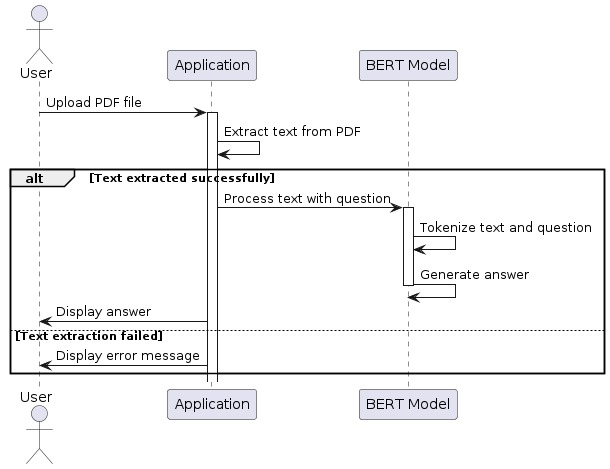 User
Application
BERT Model
Upload PDF file
Extract text from PDF
alt
[Text extracted successfully]
Process text with question
Tokenize text and question
Generate answer
Display answer
[Text extraction failed]
Display error message
User
Application
BERT Model